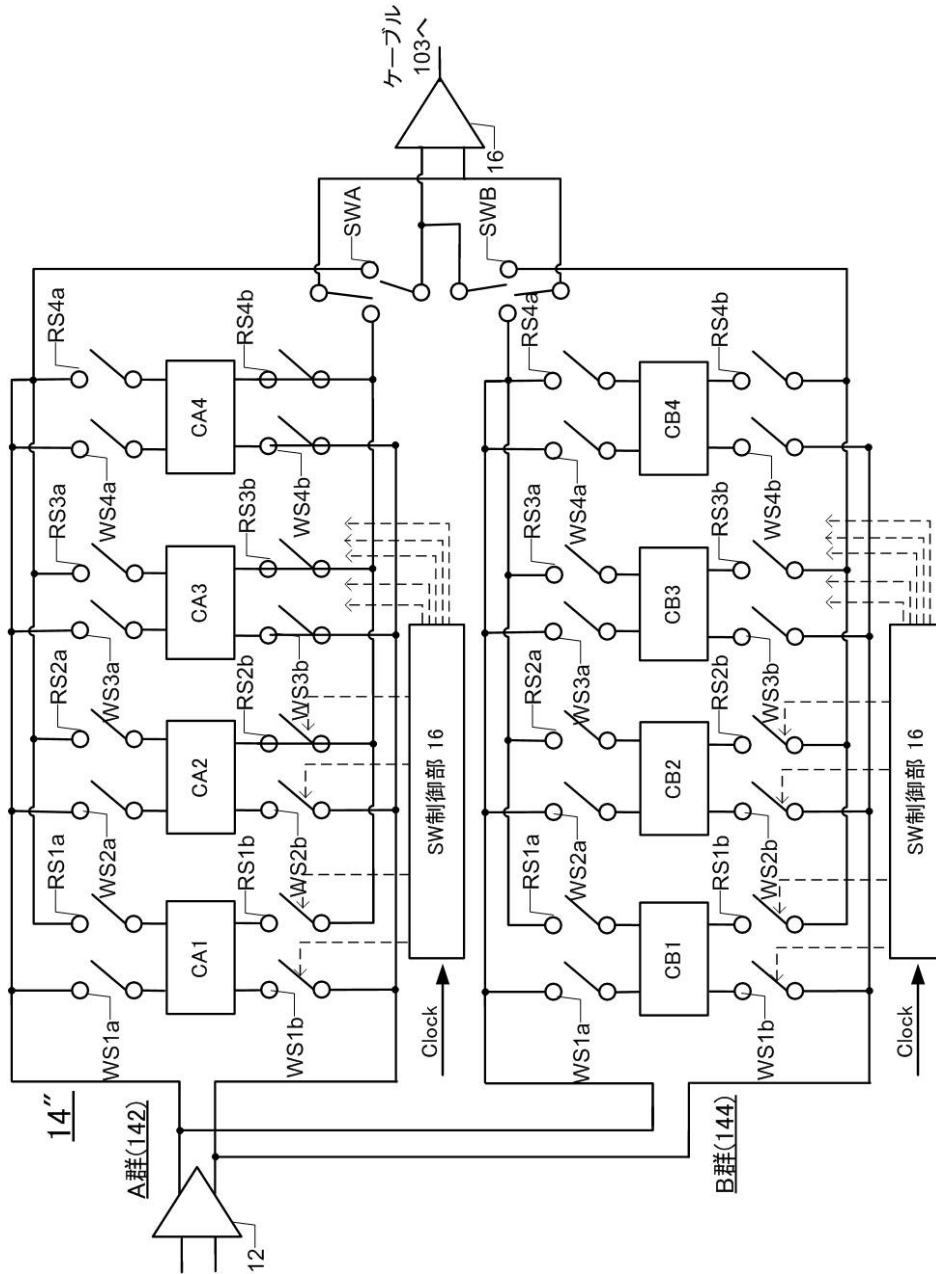 14″
A群(142)
12
WS1a
RS1a
WS2a
RS2a
WS3a
RS3a
WS4a
RS4a
CA1
CA2
CA3
CA4
WS1b
RS1b
WS2b
RS2b
WS3b
RS3b
WS4b
RS4b
Clock
SW制御部 16
SWA
SWB
16
ケーブル
103へ
B群(144)
WS1a
RS1a
WS2a
RS2a
WS3a
RS3a
WS4a
RS4a
CB1
CB2
CB3
CB4
WS1b
RS1b
WS2b
RS2b
WS3b
RS3b
WS4b
RS4b
Clock
SW制御部 16